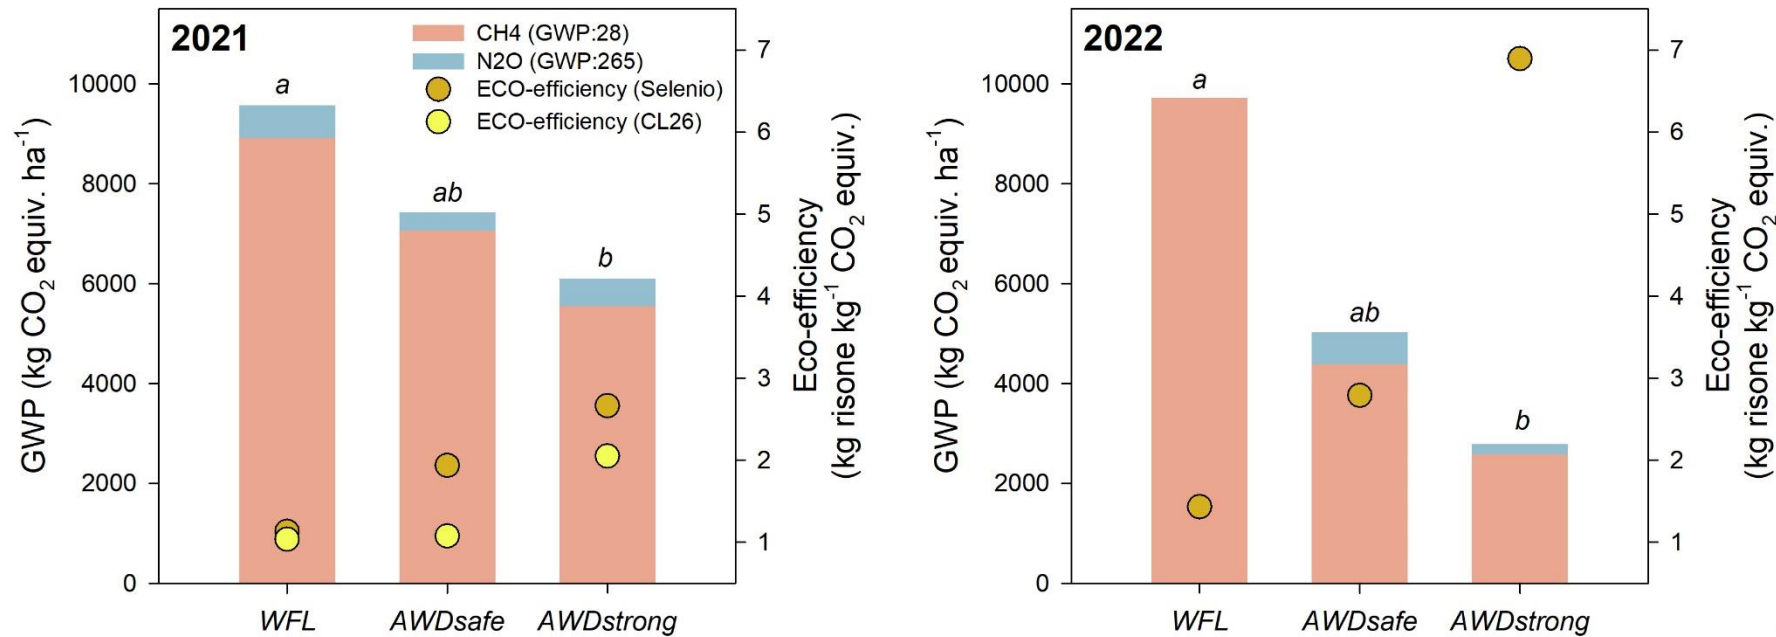 2021
CH4 (GWP:28)
N2O (GWP:265)
ECO-efficiency (Selenio)
ECO-efficiency (CL26)
GWP (kg CO2 equiv. ha-1)
10000
8000
6000
4000
2000
0
a
ab
b
7
6
5
4
3
2
1
Eco-efficiency
(kg risone kg-1 CO2 equiv.)
WFL
AWDsafe
AWDstrong
2022
GWP (kg CO2 equiv. ha-1)
10000
8000
6000
4000
2000
0
a
ab
b
7
6
5
4
3
2
1
Eco-efficiency
(kg risone kg-1 CO2 equiv.)
WFL
AWDsafe
AWDstrong